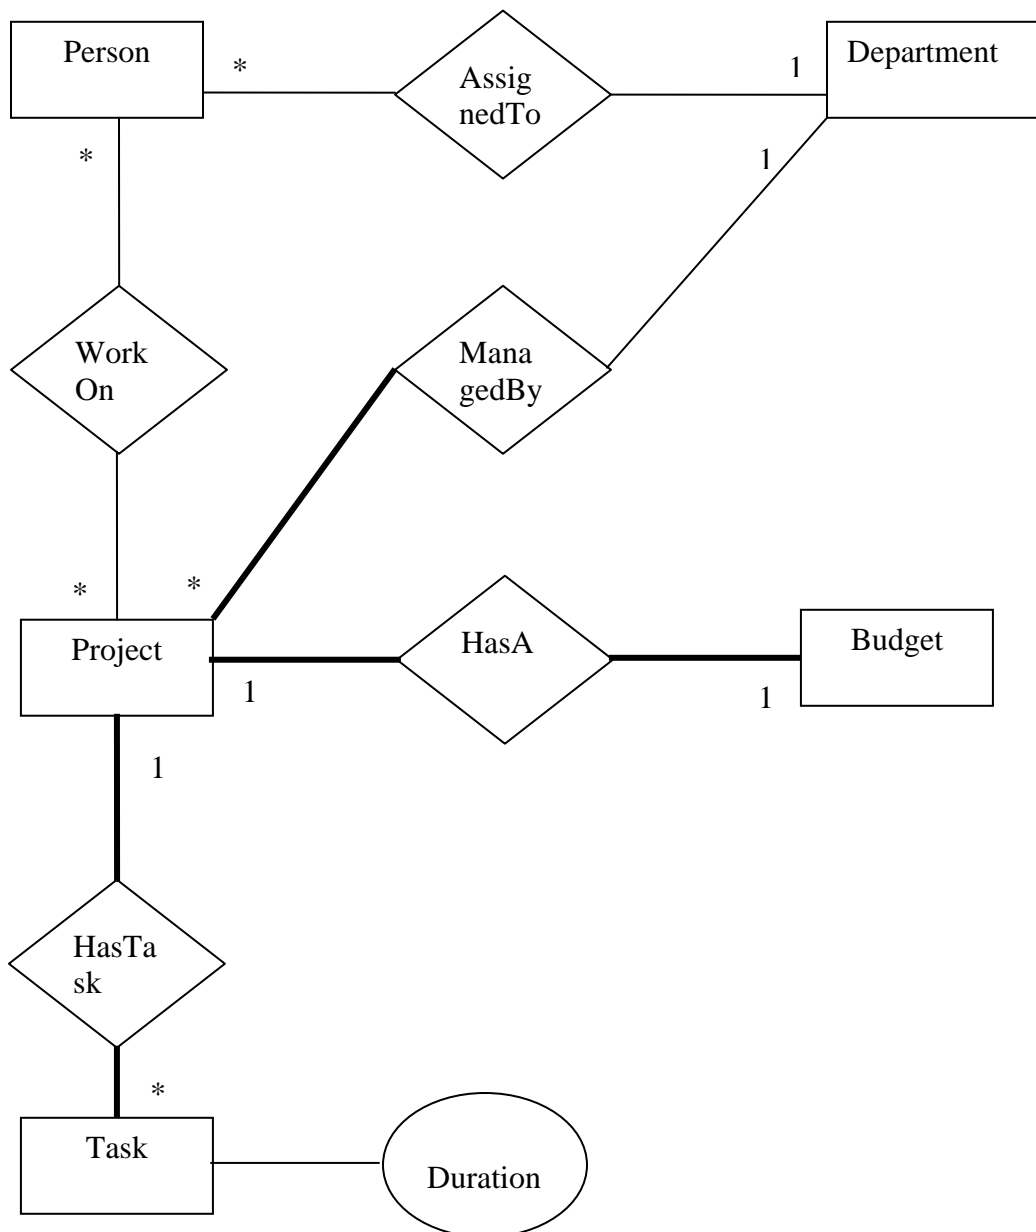 Person
*
Assig
nedTo
1
Department
*
1
Work
On
Mana
gedBy
*
*
Project
HasA
Budget
1
1
1
HasTa
sk
*
Task
Duration